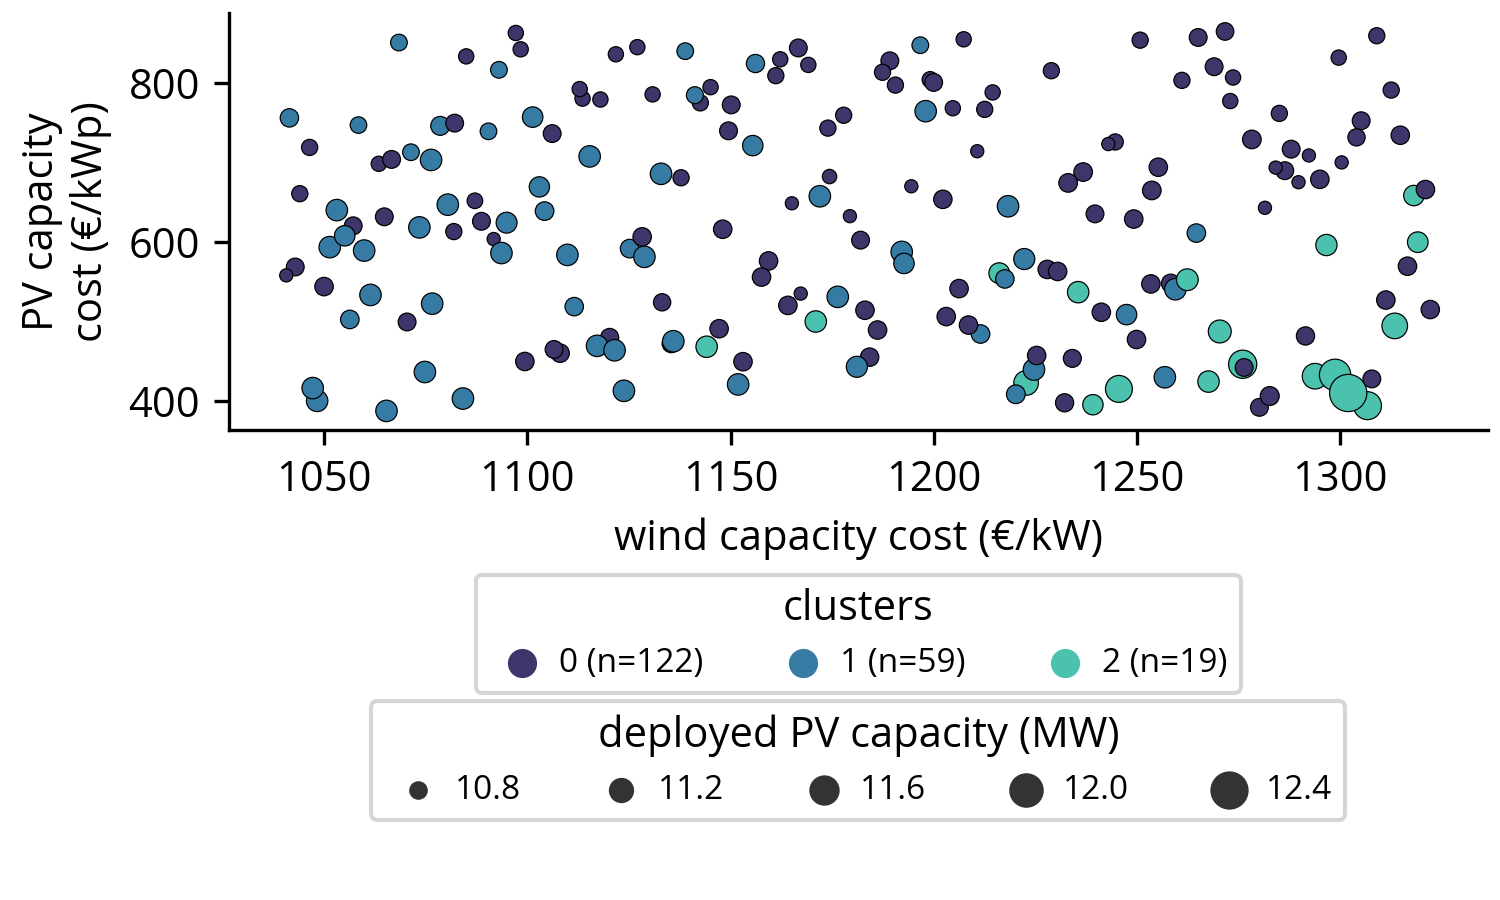 PV capacity
cost (€/kWp)
800
600
400
1050 1100 1150 1200 1250 1300
wind capacity cost (€/kW)
clusters
0 (n=122) 1 (n=59) 2 (n=19)
deployed PV capacity (MW)
10.8 11.2 11.6 12.0 12.4